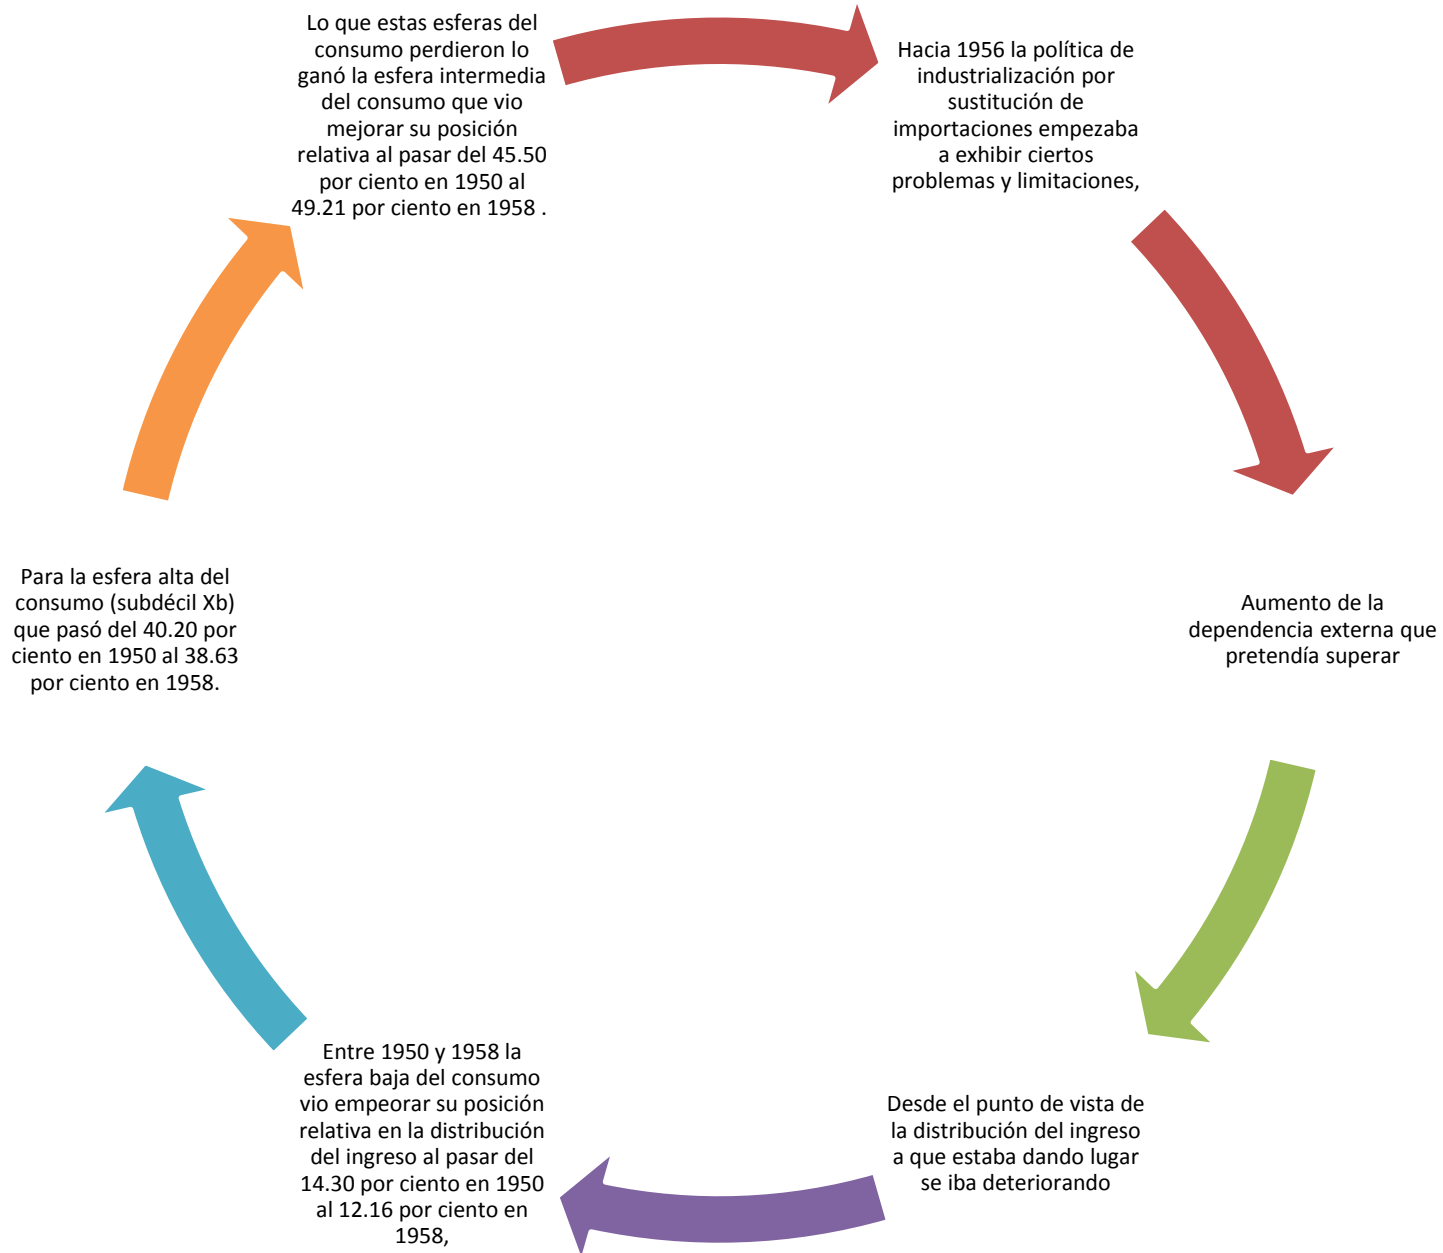 Lo que estas esferas del
consumo perdieron lo
ganó la esfera intermedia
del consumo que vio
mejorar su posición
relativa al pasar del 45.50
por ciento en 1950 al
49.21 por ciento en 1958 .
Hacia 1956 la política de
industrialización por
sustitución de
importaciones empezaba
a exhibir ciertos
problemas y limitaciones,
Aumento de la
dependencia externa que
pretendía superar
Desde el punto de vista de
la distribución del ingreso
a que estaba dando lugar
se iba deteriorando
Entre 1950 y 1958 la
esfera baja del consumo
vio empeorar su posición
relativa en la distribución
del ingreso al pasar del
14.30 por ciento en 1950
al 12.16 por ciento en
1958,
Para la esfera alta del
consumo (subdécil Xb)
que pasó del 40.20 por
ciento en 1950 al 38.63
por ciento en 1958.